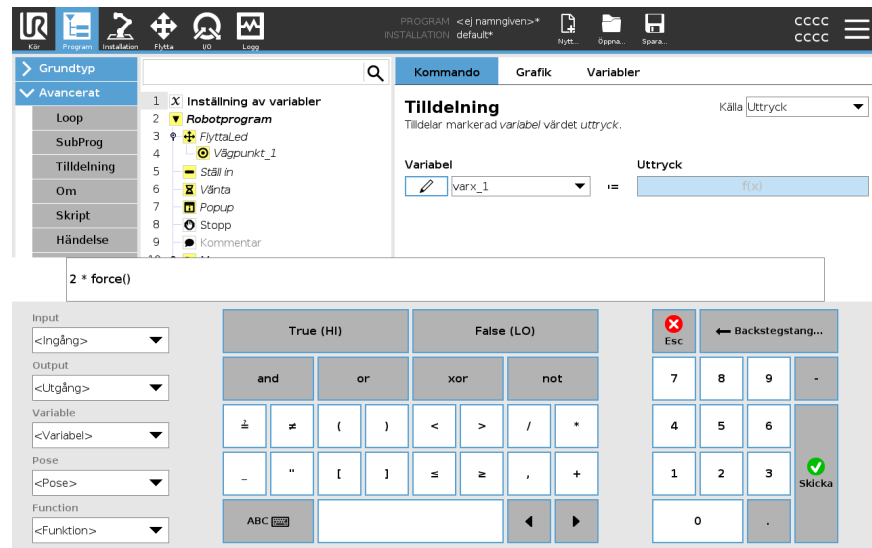 UR
PROGRAM <ej namngiven>*
INSTALLATION default*
Kör Program Installation Flytta I/O Logg
Nytt... Öppna... Spara...
CCCC
CCCC
Grundtyp
Avancerat
Loop
SubProg
Tilldelning
Om
Skript
Händelse
1 X Inställning av variabler
2 Robotprogram
3 FlyttaLed
4 Vägpunkt_1
5 Ställ in
6 Vänta
7 Popup
8 Stopp
9 Kommentar
Kommando Grafik Variabler
Tilldelning
Källa Uttryck
Tilldelar markerad variabel värdet uttryck.
Variabel Uttryck
varx_1 := f(x)
2 * force()
Input
<Ingång>
Output
<Utgång>
Variable
<Variabel>
Pose
<Pose>
Function
<Funktion>
True (HI) False (LO)
and or xor not
≟ ≠ ( ) < > / *
_ " [ ] ≤ ≥ , +
ABC
Esc Backstegstang...
7 8 9 -
4 5 6
1 2 3 Skicka
0 .